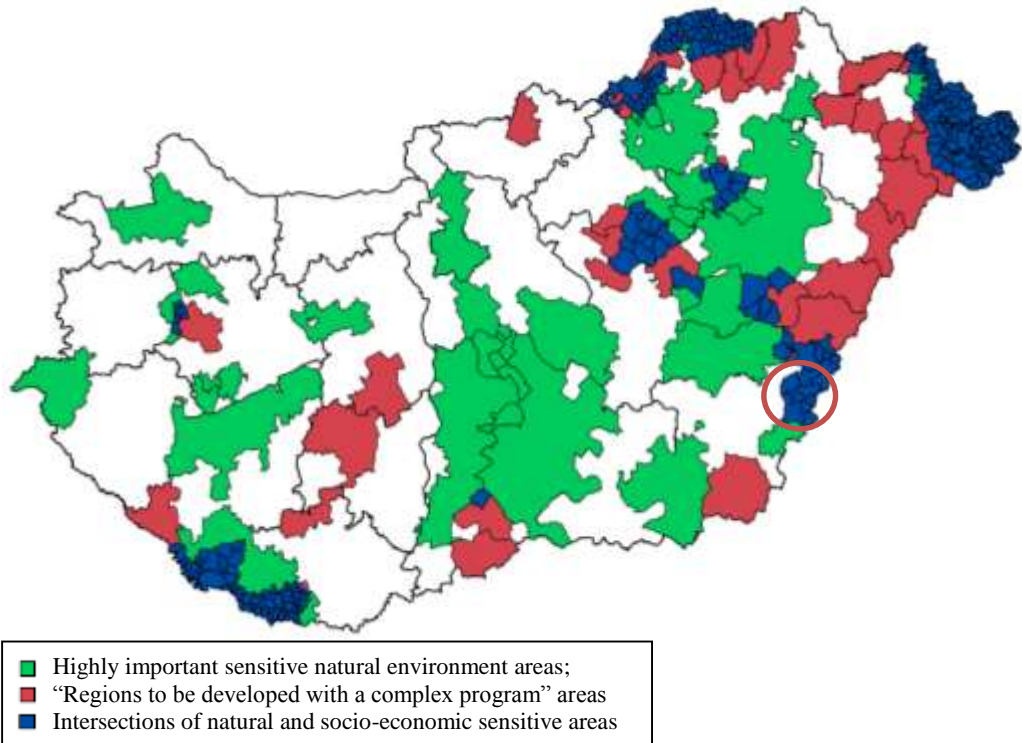 Highly important sensitive natural environment areas;
“Regions to be developed with a complex program” areas
Intersections of natural and socio-economic sensitive areas